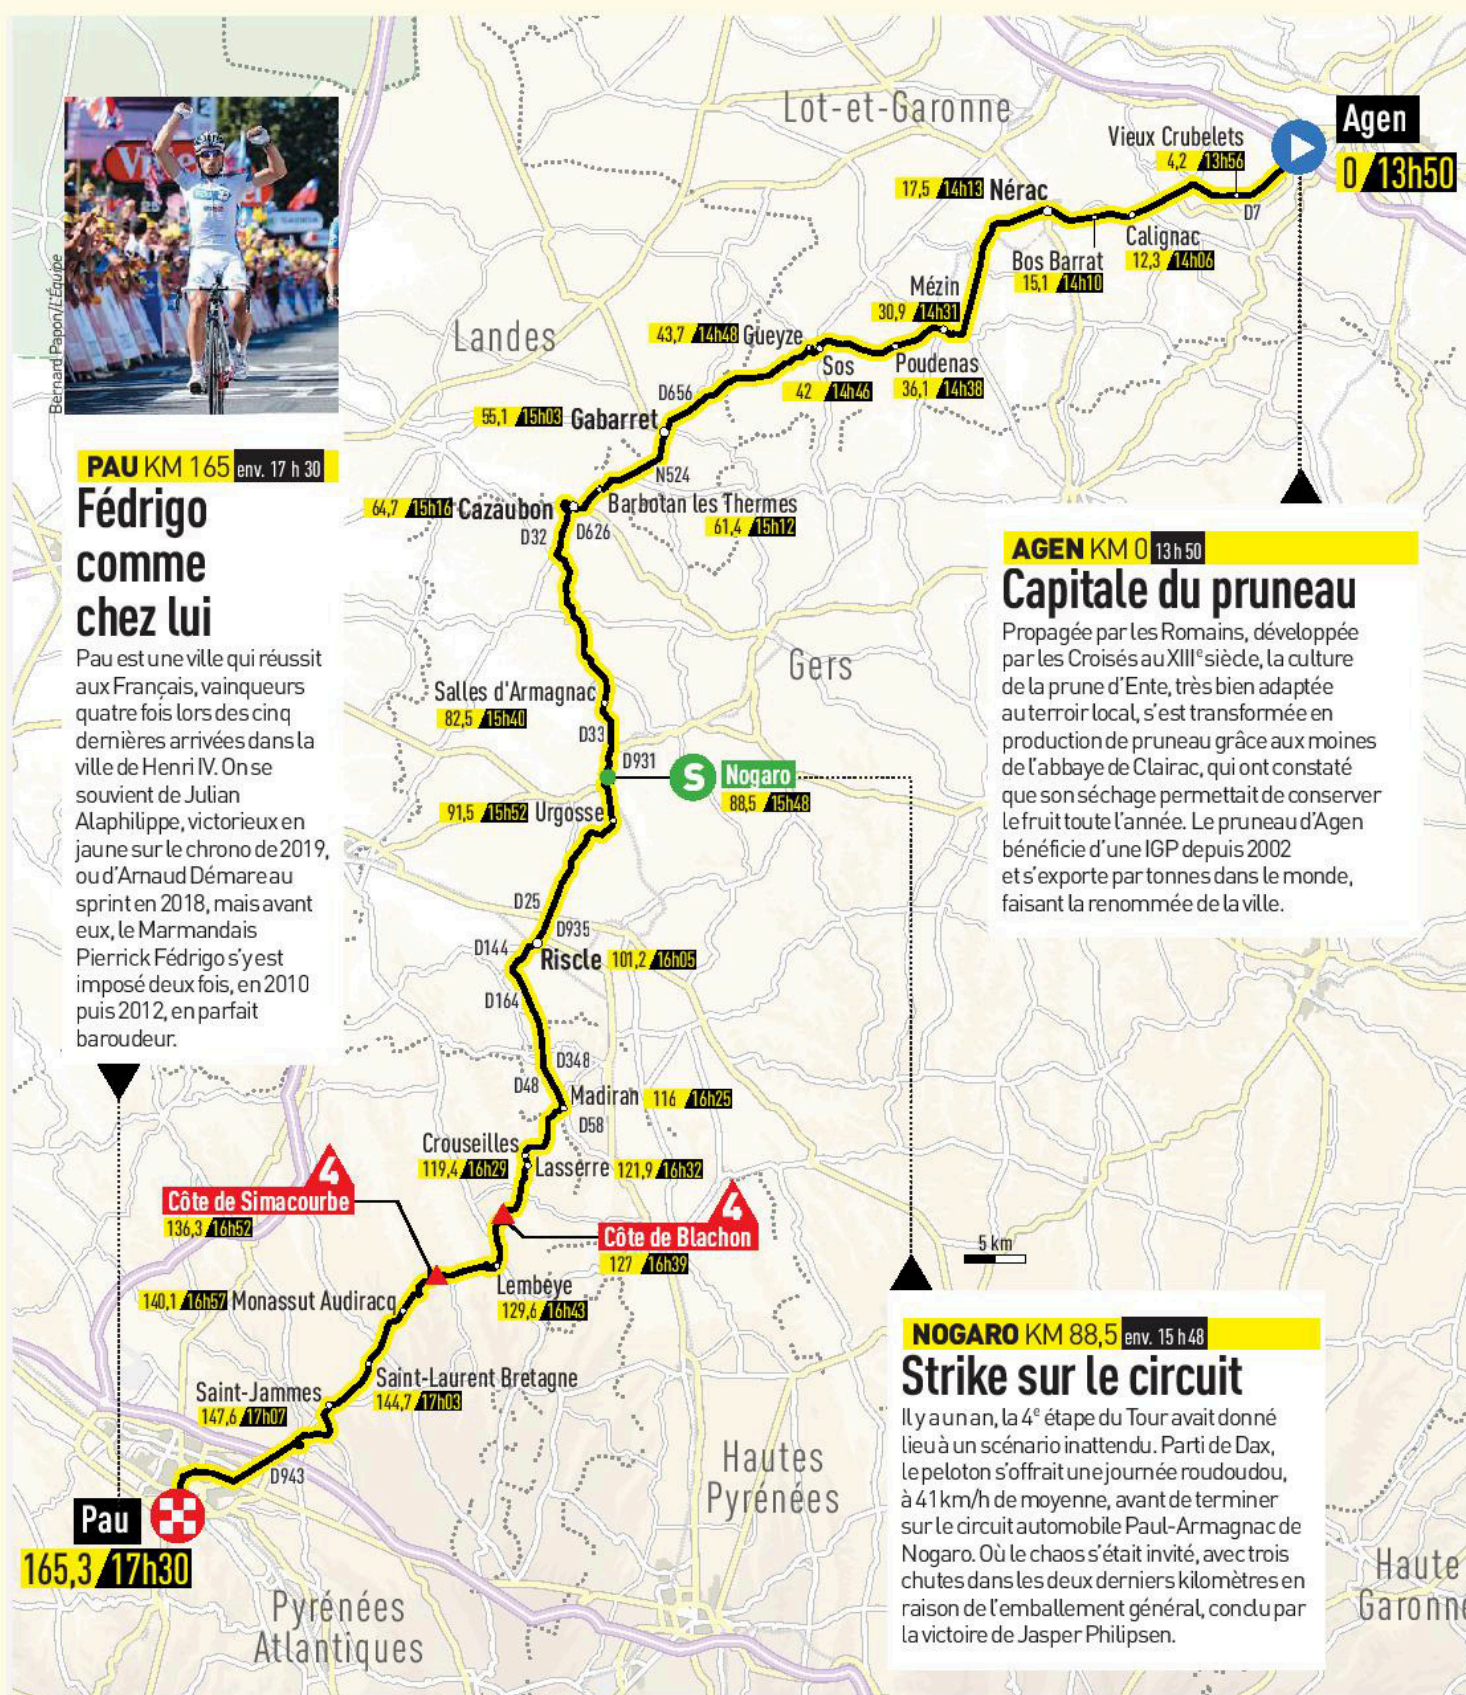 Lot-et-Garonne
Agen
0 13h50
Vieux Crubelets
4,2 13h56
17,5 14h13 Nérac
D7
Calignac
12,3 14h06
Bos Barrat
15,1 14h10
Mézin
30,9 14h31
Landes
43,7 14h48 Gueyze
Sos
42 14h46
Poudenas
36,1 14h38
D656
55,1 15h03 Gabarret
N524
64,7 15h16 Cazaubon
Barbotan les Thermes
61,4 15h12
D32
D626
Bernard Papon/L'Équipe
PAU KM 165 env. 17 h 30
Fédrigo
comme
chez lui
Pau est une ville qui réussit
aux Français, vainqueurs
quatre fois lors des cinq
dernières arrivées dans la
ville de Henri IV. On se
souvient de Julian
Alaphilippe, victorieux en
jaune sur le chrono de 2019,
ou d'Arnaud Démare au
sprint en 2018, mais avant
eux, le Marmandais
Pierrick Fédrigo s'y est
imposé deux fois, en 2010
puis 2012, en parfait
baroudeur.
AGEN KM 0 13 h 50
Capitale du pruneau
Propagée par les Romains, développée
par les Croisés au XIIIe siècle, la culture
de la prune d'Ente, très bien adaptée
au terroir local, s'est transformée en
production de pruneau grâce aux moines
de l'abbaye de Clairac, qui ont constaté
que son séchage permettait de conserver
le fruit toute l'année. Le pruneau d'Agen
bénéficie d'une IGP depuis 2002
et s'exporte par tonnes dans le monde,
faisant la renommée de la ville.
Gers
Salles d'Armagnac
82,5 15h40
D33
D931
S Nogaro
88,5 15h48
91,5 15h52 Urgosse
D25
D935
D144
Riscle 101,2 16h05
D164
D348
D48
Madiran 116 16h25
D58
Crouseilles
119,4 16h29
Lasserre 121,9 16h32
4
Côte de Simacourbe
136,3 16h52
4
Côte de Blachon
127 16h39
5 km
Lembeye
129,6 16h43
140,1 16h57 Monassut Audiracq
Saint-Laurent Bretagne
144,7 17h03
Saint-Jammes
147,6 17h07
D943
Pau
165,3 17h30
Hautes
Pyrénées
Pyrénées
Atlantiques
NOGARO KM 88,5 env. 15 h 48
Strike sur le circuit
Il y a un an, la 4e étape du Tour avait donné
lieu à un scénario inattendu. Parti de Dax,
le peloton s'offrait une journée roudoudou,
à 41 km/h de moyenne, avant de terminer
sur le circuit automobile Paul-Armagnac de
Nogaro. Où le chaos s'était invité, avec trois
chutes dans les deux derniers kilomètres en
raison de l'emballement général, conclu par
la victoire de Jasper Philipsen.
Haute
Garonne